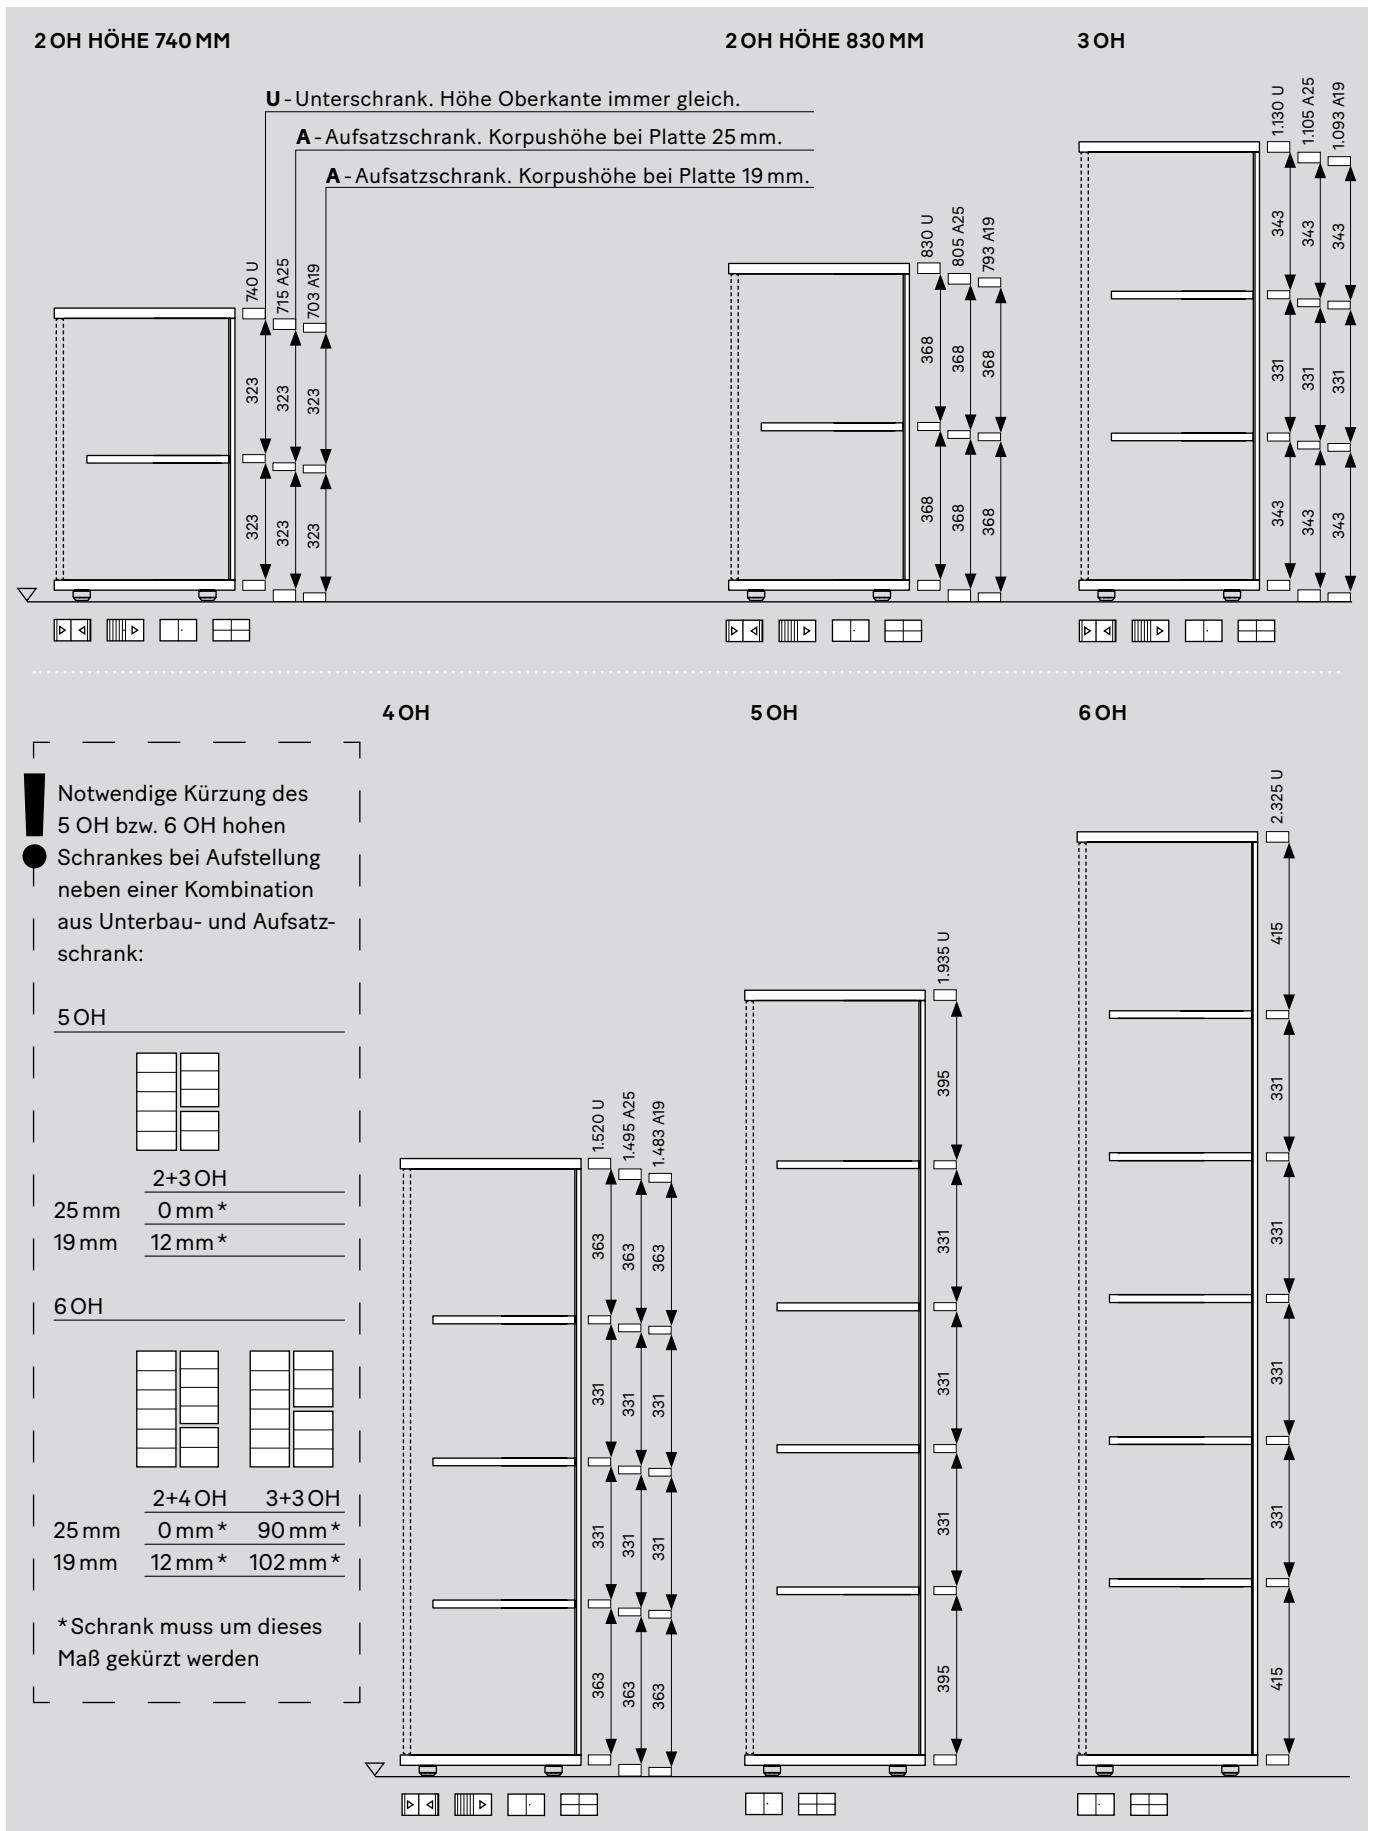 2 OH HÖHE 740 MM
2 OH HÖHE 830 MM
3 OH
U - Unterschrank. Höhe Oberkante immer gleich.
A - Aufsatzschrank. Korpushöhe bei Platte 25 mm.
A - Aufsatzschrank. Korpushöhe bei Platte 19 mm.
740 U
715 A25
703 A19
323
323
323
323
323
323
830 U
805 A25
793 A19
368
368
368
368
368
368
1.130 U
1.105 A25
1.093 A19
343
343
343
331
331
331
343
343
343
4 OH
5 OH
6 OH
Notwendige Kürzung des
5 OH bzw. 6 OH hohen
Schrankes bei Aufstellung
neben einer Kombination
aus Unterbau- und Aufsatz-
schrank:
5 OH
2+3 OH
25 mm 0 mm*
19 mm 12 mm*
6 OH
2+4 OH 3+3 OH
25 mm 0 mm* 90 mm*
19 mm 12 mm* 102 mm*
*Schrank muss um dieses
Maß gekürzt werden
1.520 U
1.495 A25
1.483 A19
363
363
363
331
331
331
331
331
331
363
363
363
1.935 U
395
331
331
331
395
2.325 U
415
331
331
331
331
415